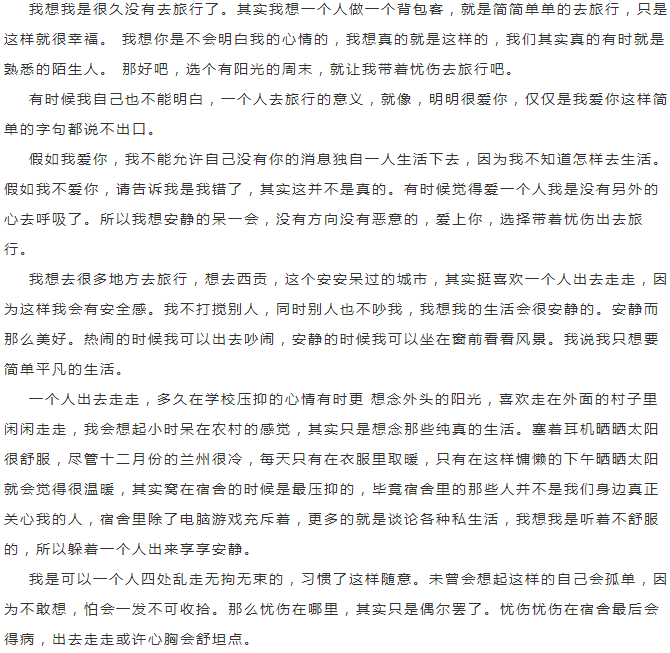 我想我是很久没有去旅行了。其实我想一个人做一个背包客，就是简简单单的去旅行，只是
这样就很幸福。 我想你是不会明白我的心情的，我想真的就是这样的，我们其实真的有时就是
熟悉的陌生人。 那好吧，选个有阳光的周末，就让我带着忧伤去旅行吧。
有时候我自己也不能明白，一个人去旅行的意义，就像，明明很爱你，仅仅是我爱你这样简
单的字句都说不出口。
假如我爱你，我不能允许自己没有你的消息独自一人生活下去，因为我不知道怎样去生活。
假如我不爱你，请告诉我是我错了，其实这并不是真的。有时候觉得爱一个人我是没有另外的
心去呼吸了。所以我想安静的呆一会，没有方向没有恶意的，爱上你，选择带着忧伤出去旅
行。
我想去很多地方去旅行，想去西贡，这个安安呆过的城市，其实挺喜欢一个人出去走走，因
为这样我会有安全感。我不打搅别人，同时别人也不吵我，我想我的生活会很安静的。安静而
那么美好。热闹的时候我可以出去吵闹，安静的时候我可以坐在窗前看看风景。我说我只想要
简单平凡的生活。
一个人出去走走，多久在学校压抑的心情有时更 想念外头的阳光，喜欢走在外面的村子里
闲闲走走，我会想起小时呆在农村的感觉，其实只是想念那些纯真的生活。塞着耳机晒晒太阳
很舒服，尽管十二月份的兰州很冷，每天只有在衣服里取暖，只有在这样慵懒的下午晒晒太阳
就会觉得很温暖，其实窝在宿舍的时候是最压抑的，毕竟宿舍里的那些人并不是我们身边真正
关心我的人，宿舍里除了电脑游戏充斥着，更多的就是谈论各种私生活，我想我是听着不舒服
的，所以躲着一个人出来享享安静。
我是可以一个人四处乱走无拘无束的，习惯了这样随意。未曾会想起这样的自己会孤单，因
为不敢想，怕会一发不可收拾。那么忧伤在哪里，其实只是偶尔罢了。忧伤忧伤在宿舍最后会
得病，出去走走或许心胸会舒坦点。